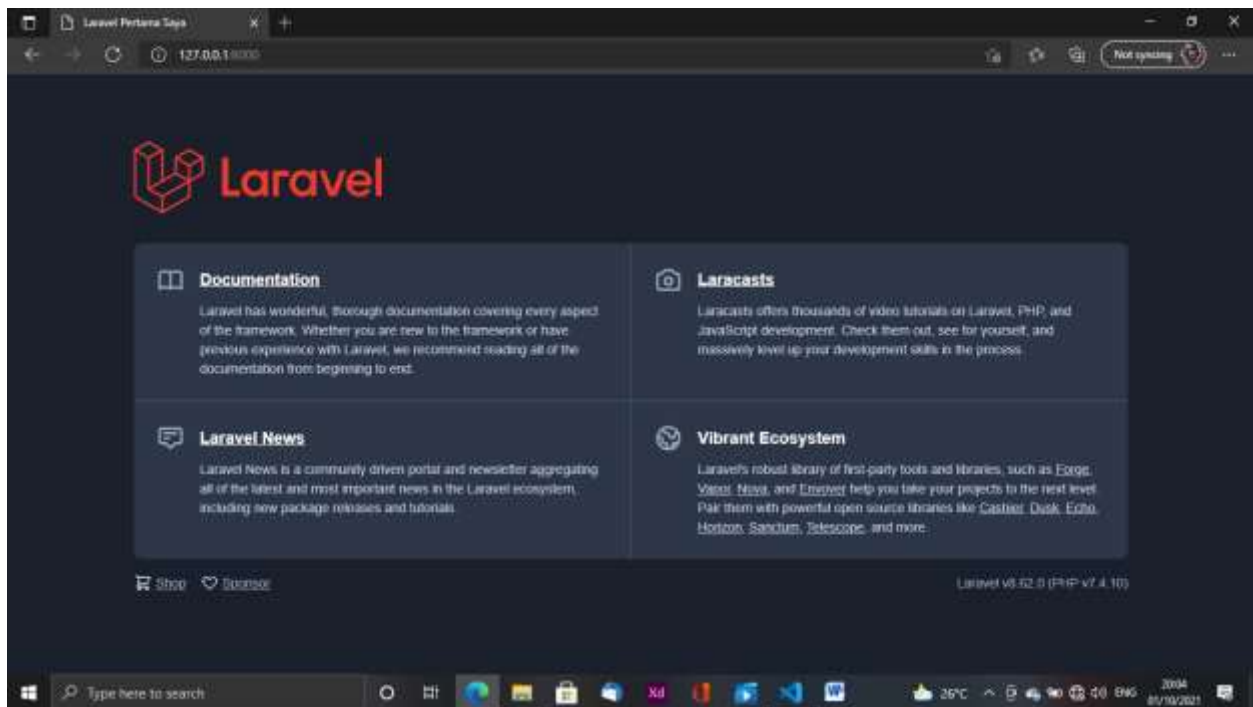 Laravel Pertama Saya
127.0.0.1:8000
Not syncing
Laravel
Documentation
Laravel has wonderful, thorough documentation covering every aspect
of the framework. Whether you are new to the framework or have
previous experience with Laravel, we recommend reading all of the
documentation from beginning to end.
Laracasts
Laracasts offers thousands of video tutorials on Laravel, PHP, and
JavaScript development. Check them out, see for yourself, and
massively level up your development skills in the process.
Laravel News
Laravel News is a community driven portal and newsletter aggregating
all of the latest and most important news in the Laravel ecosystem,
including new package releases and tutorials.
Vibrant Ecosystem
Laravel's robust library of first-party tools and libraries, such as Forge,
Vapor, Nova, and Envoyer help you take your projects to the next level.
Pair them with powerful open source libraries like Cashier, Dusk, Echo,
Horizon, Sanctum, Telescope, and more.
Shop Sponsor
Laravel v8.62.0 (PHP v7.4.10)
Type here to search
Xd
W
26°C
ENG
20:04
01/10/2021